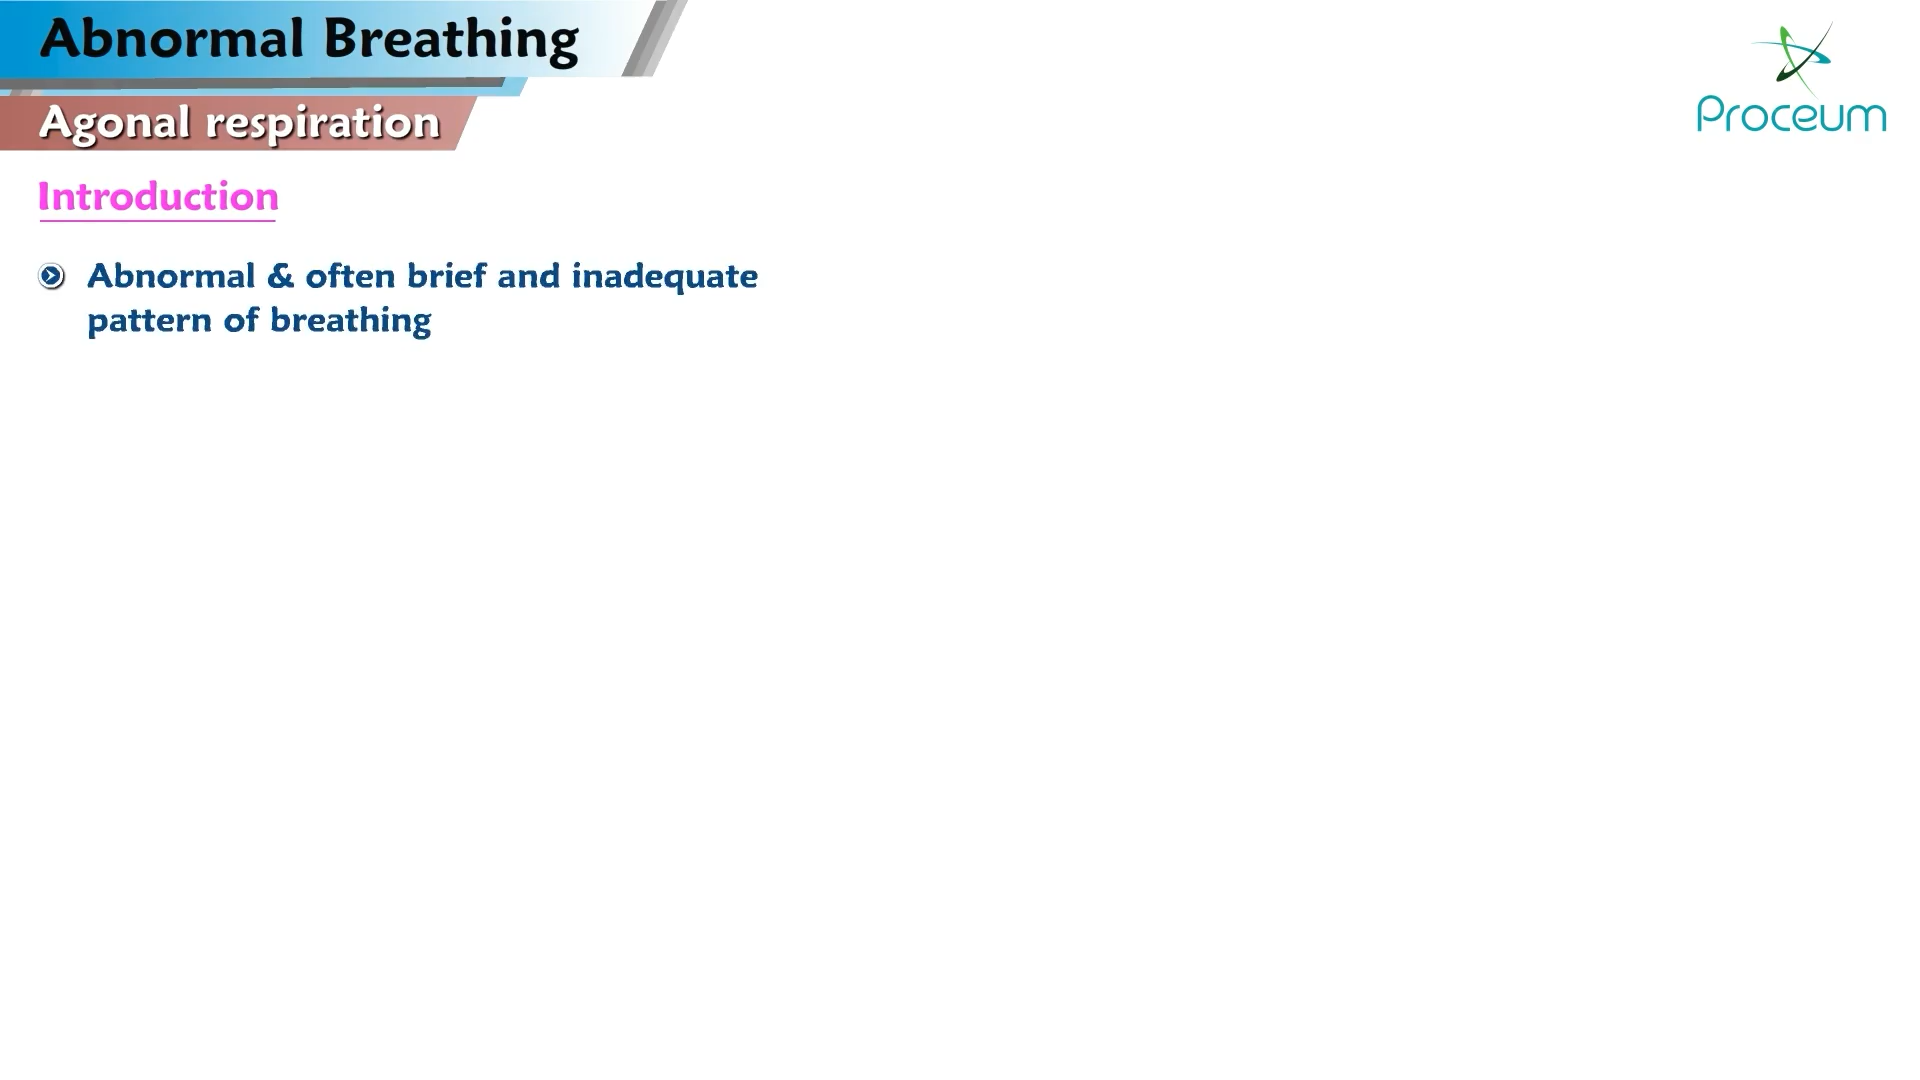 Abnormal Breathing
Proceum
Agonal respiration
Introduction
Abnormal & often brief and inadequate
pattern of breathing